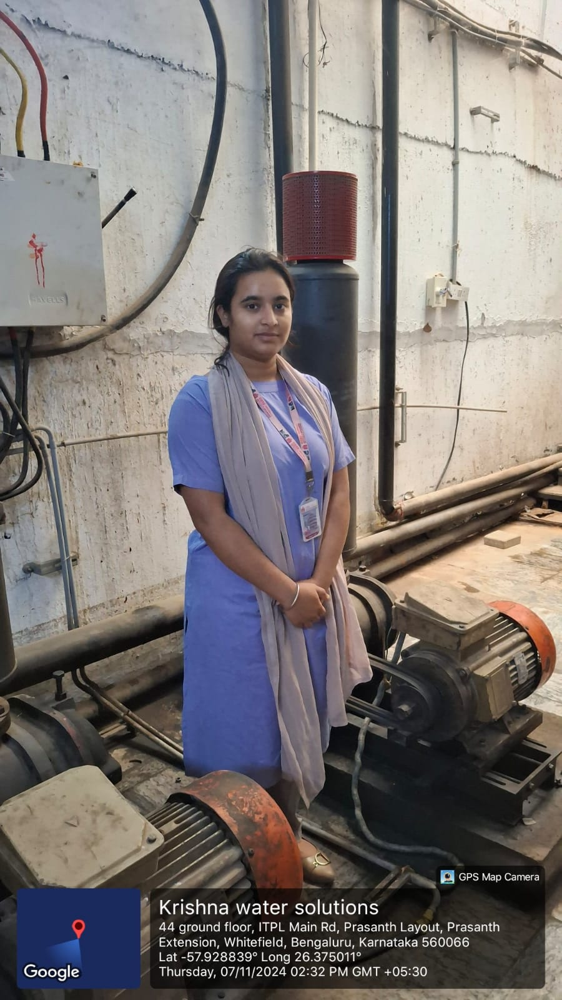 HAVELLS
GPS Map Camera
Krishna water solutions
44 ground floor, ITPL Main Rd, Prasanth Layout, Prasanth
Extension, Whitefield, Bengaluru, Karnataka 560066
Lat -57.928839° Long 26.375011°
Thursday, 07/11/2024 02:32 PM GMT +05:30
Google